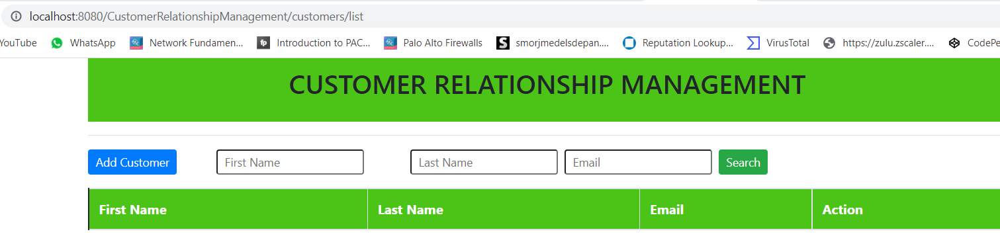 localhost:8080/CustomerRelationshipManagement/customers/list
YouTube WhatsApp Network Fundamen... Introduction to PAC... Palo Alto Firewalls smorjmedelsdepan.... Reputation Lookup... VirusTotal https://zulu.zscaler.... CodePe
CUSTOMER RELATIONSHIP MANAGEMENT
Add Customer First Name Last Name Email Search
First Name Last Name Email Action